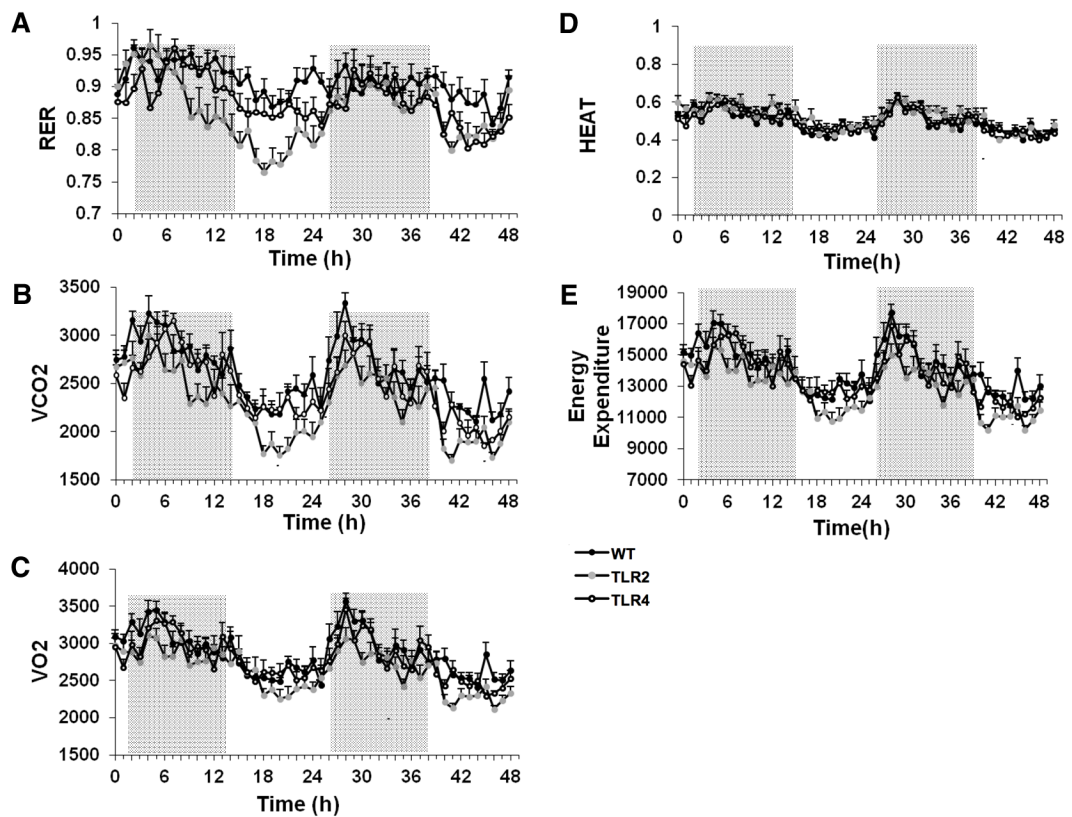 A
RER
1
0.95
0.9
0.85
0.8
0.75
0.7
0 6 12 18 24 30 36 42 48
Time (h)
B
VCO2
3500
3000
2500
2000
1500
0 6 12 18 24 30 36 42 48
Time (h)
C
VO2
4000
3500
3000
2500
2000
1500
0 6 12 18 24 30 36 42 48
Time (h)
D
HEAT
1
0.8
0.6
0.4
0.2
0
0 6 12 18 24 30 36 42 48
Time(h)
E
Energy
Expenditure
19000
17000
15000
13000
11000
9000
7000
0 6 12 18 24 30 36 42 48
Time(h)
WT
TLR2
TLR4